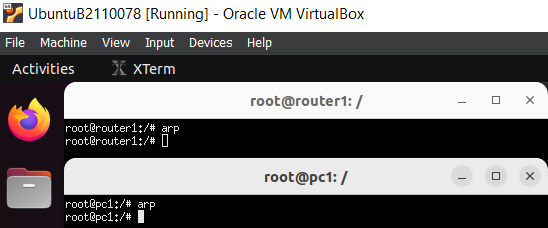 UbuntuB2110078 [Running] - Oracle VM VirtualBox
File Machine View Input Devices Help
Activities XTerm
root@router1: /
root@router1:/# arp
root@router1:/#
root@pc1: /
root@pc1:/# arp
root@pc1:/#